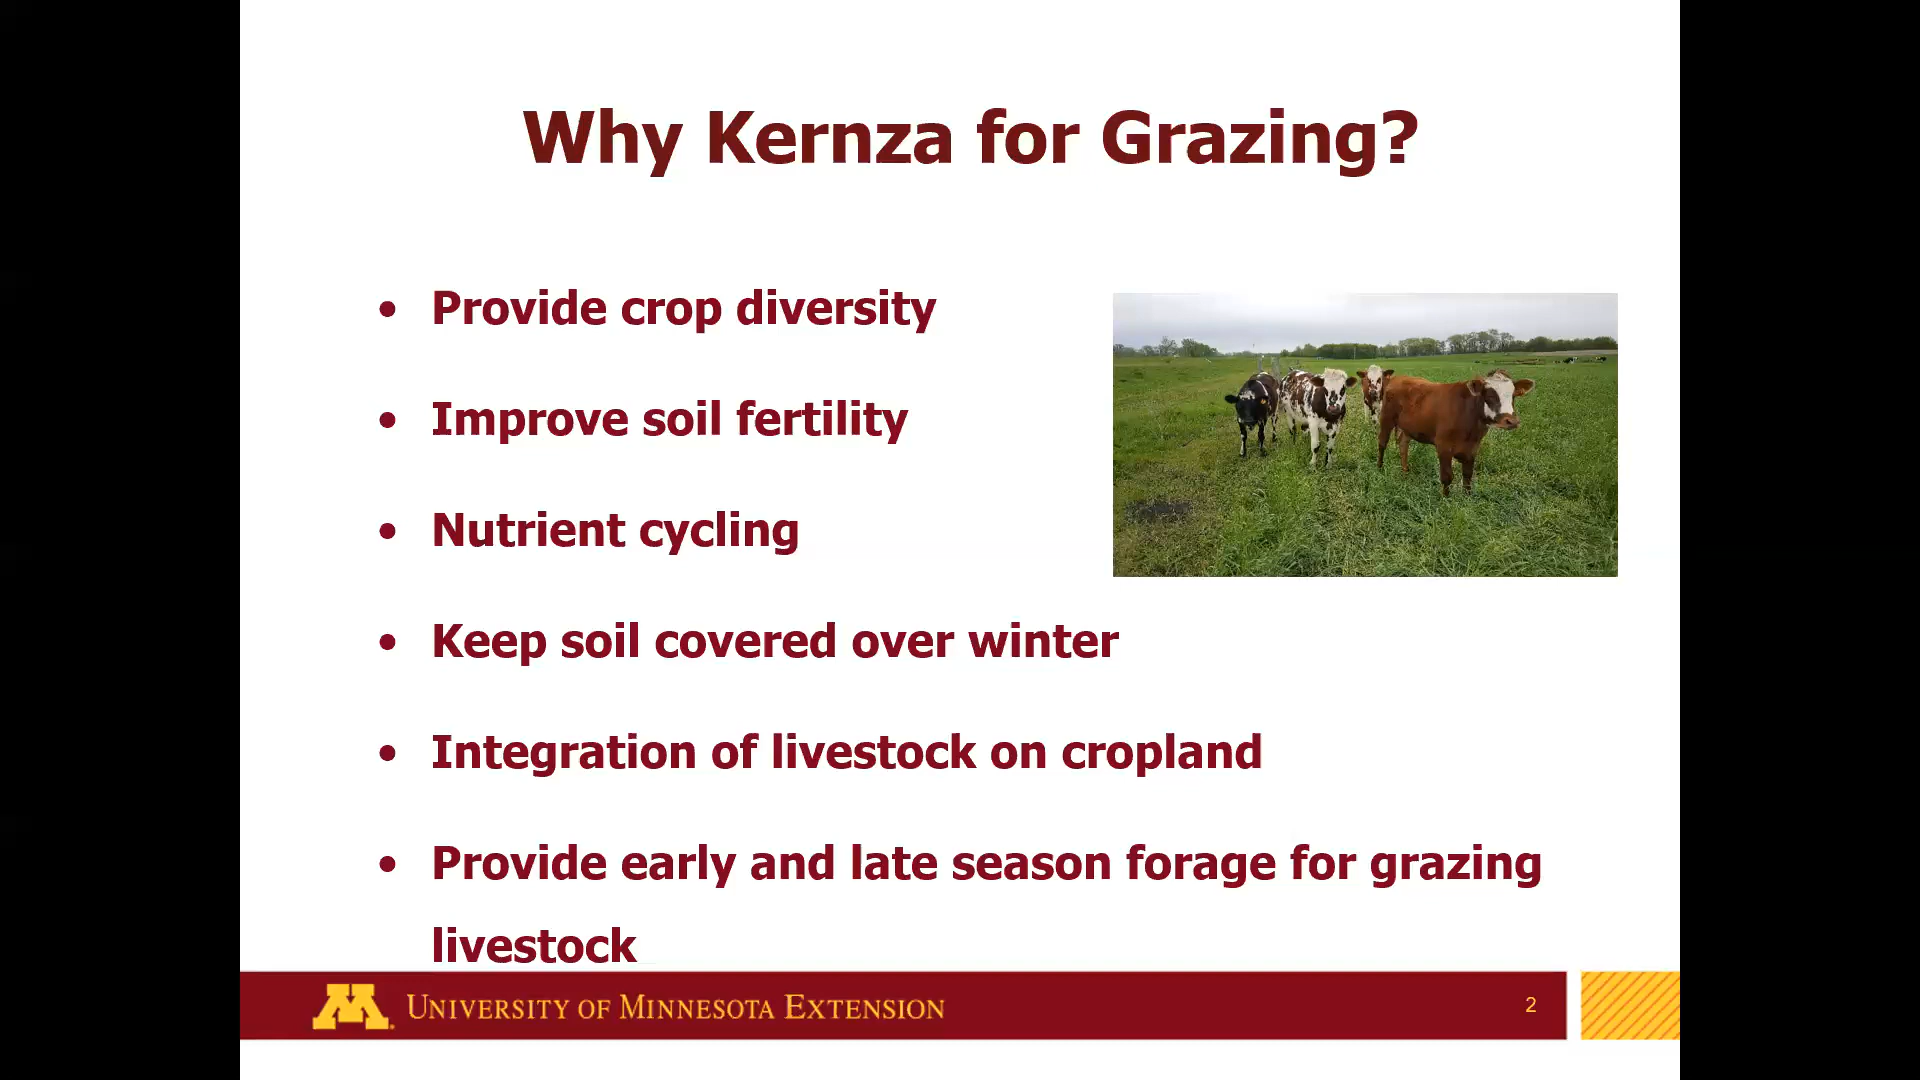 Why Kernza for Grazing?
• Provide crop diversity
• Improve soil fertility
• Nutrient cycling
• Keep soil covered over winter
• Integration of livestock on cropland
• Provide early and late season forage for grazing
livestock
M University of Minnesota Extension
2